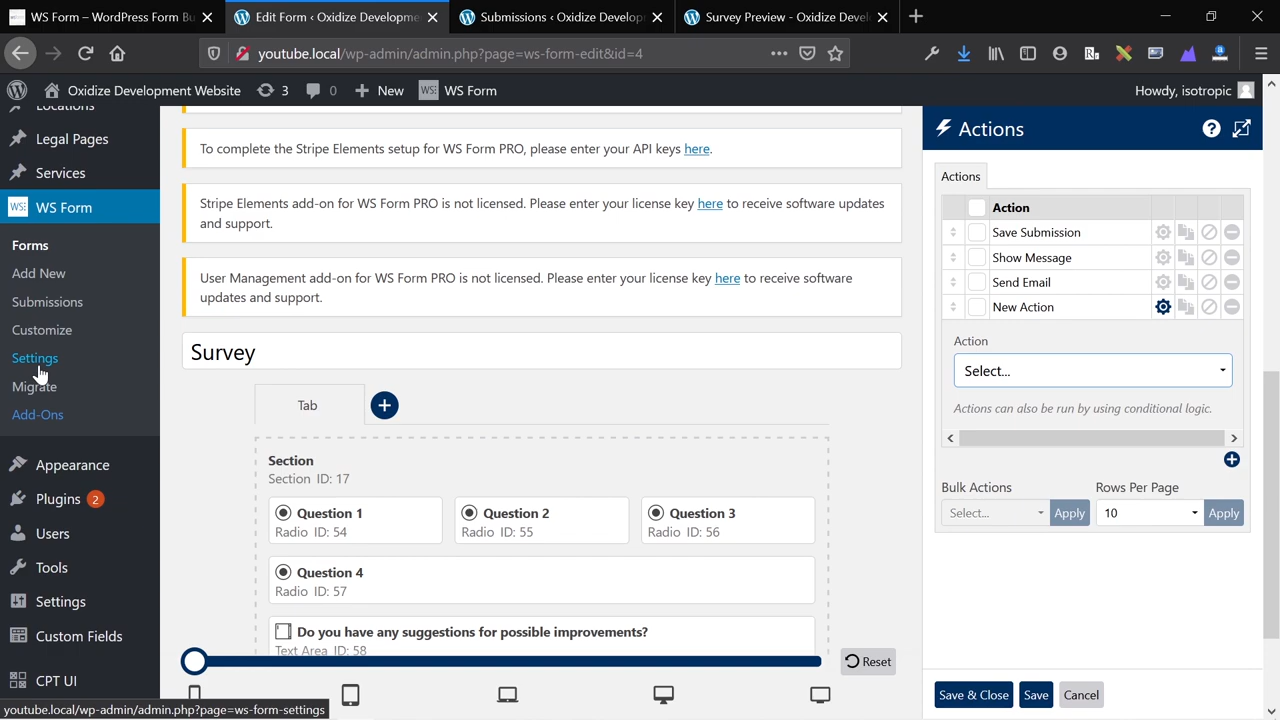 WS Form – WordPress Form Bu
Edit Form ‹ Oxidize Developme
Submissions ‹ Oxidize Develop
Survey Preview - Oxidize Devel
youtube.local/wp-admin/admin.php?page=ws-form-edit&id=4
Oxidize Development Website
3
0
New
WS: WS Form
Howdy, isotropic
Locations
Legal Pages
Services
WS: WS Form
Forms
Add New
Submissions
Customize
Settings
Migrate
Add-Ons
Appearance
Plugins 2
Users
Tools
Settings
Custom Fields
CPT UI
youtube.local/wp-admin/admin.php?page=ws-form-settings
To complete the Stripe Elements setup for WS Form PRO, please enter your API keys here.
Stripe Elements add-on for WS Form PRO is not licensed. Please enter your license key here to receive software updates
and support.
User Management add-on for WS Form PRO is not licensed. Please enter your license key here to receive software
updates and support.
Survey
Tab
Section
Section ID: 17
Question 1
Radio ID: 54
Question 2
Radio ID: 55
Question 3
Radio ID: 56
Question 4
Radio ID: 57
Do you have any suggestions for possible improvements?
Text Area ID: 58
Reset
Actions
Actions
Action
Save Submission
Show Message
Send Email
New Action
Action
Select...
Actions can also be run by using conditional logic.
Bulk Actions
Select...
Apply
Rows Per Page
10
Apply
Save & Close
Save
Cancel